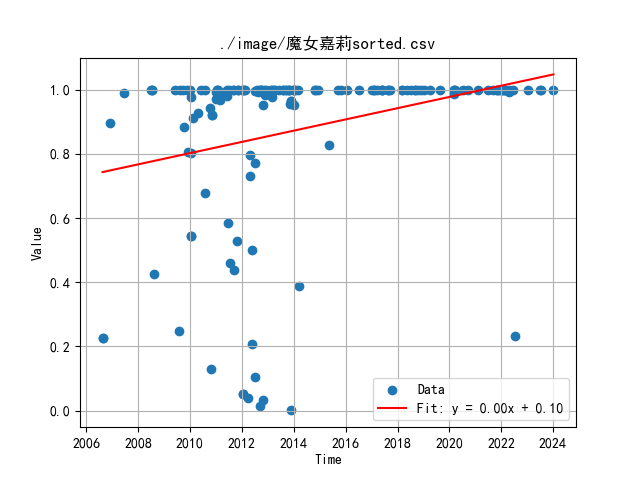 ./image/魔女嘉莉sorted.csv
1.0
0.8
0.6
0.4
0.2
0.0
Value
2006 2008 2010 2012 2014 2016 2018 2020 2022 2024
Time
Data
Fit: y = 0.00x + 0.10